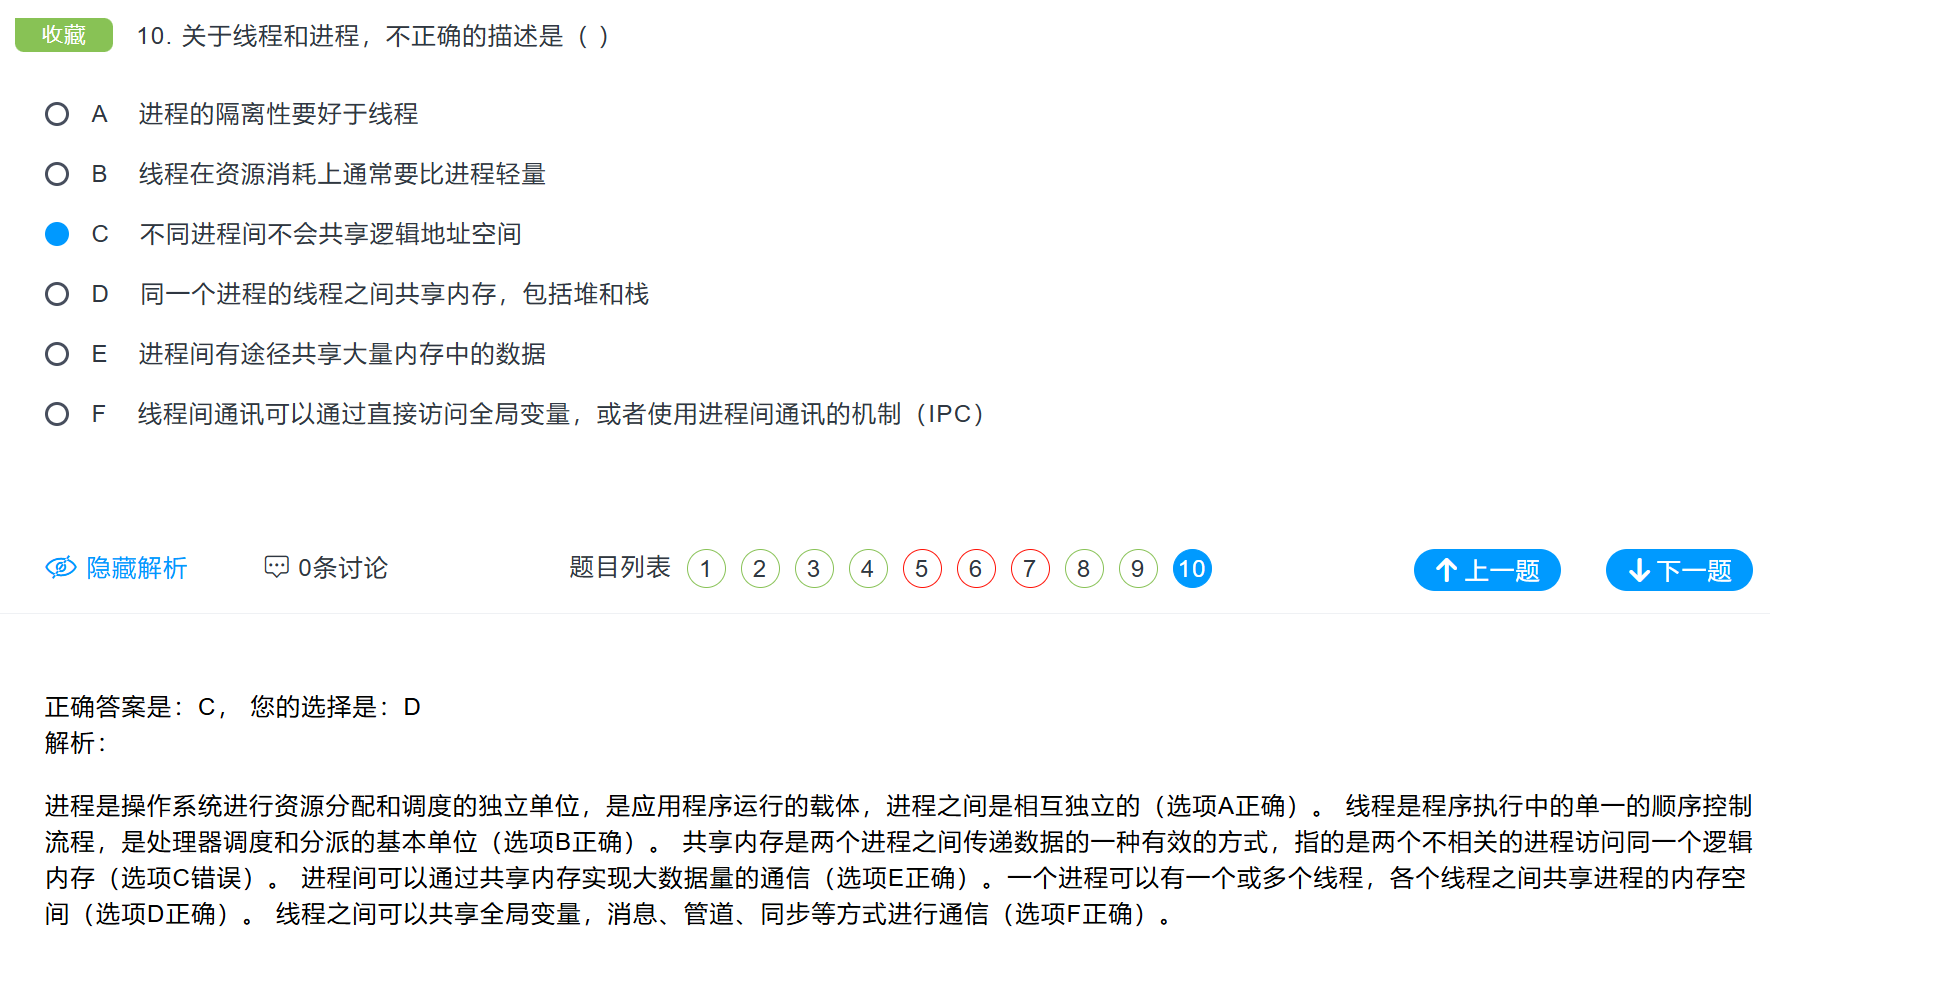 收藏 10. 关于线程和进程，不正确的描述是（ ）
A 进程的隔离性要好于线程
B 线程在资源消耗上通常要比进程轻量
C 不同进程间不会共享逻辑地址空间
D 同一个进程的线程之间共享内存，包括堆和栈
E 进程间有途径共享大量内存中的数据
F 线程间通讯可以通过直接访问全局变量，或者使用进程间通讯的机制（IPC）
隐藏解析 0条讨论 题目列表 1 2 3 4 5 6 7 8 9 10 上一题 下一题
正确答案是：C， 您的选择是：D
解析：
进程是操作系统进行资源分配和调度的独立单位，是应用程序运行的载体，进程之间是相互独立的（选项A正确）。 线程是程序执行中的单一的顺序控制
流程，是处理器调度和分派的基本单位（选项B正确）。 共享内存是两个进程之间传递数据的一种有效的方式，指的是两个不相关的进程访问同一个逻辑
内存（选项C错误）。 进程间可以通过共享内存实现大数据量的通信（选项E正确）。一个进程可以有一个或多个线程，各个线程之间共享进程的内存空
间（选项D正确）。 线程之间可以共享全局变量，消息、管道、同步等方式进行通信（选项F正确）。